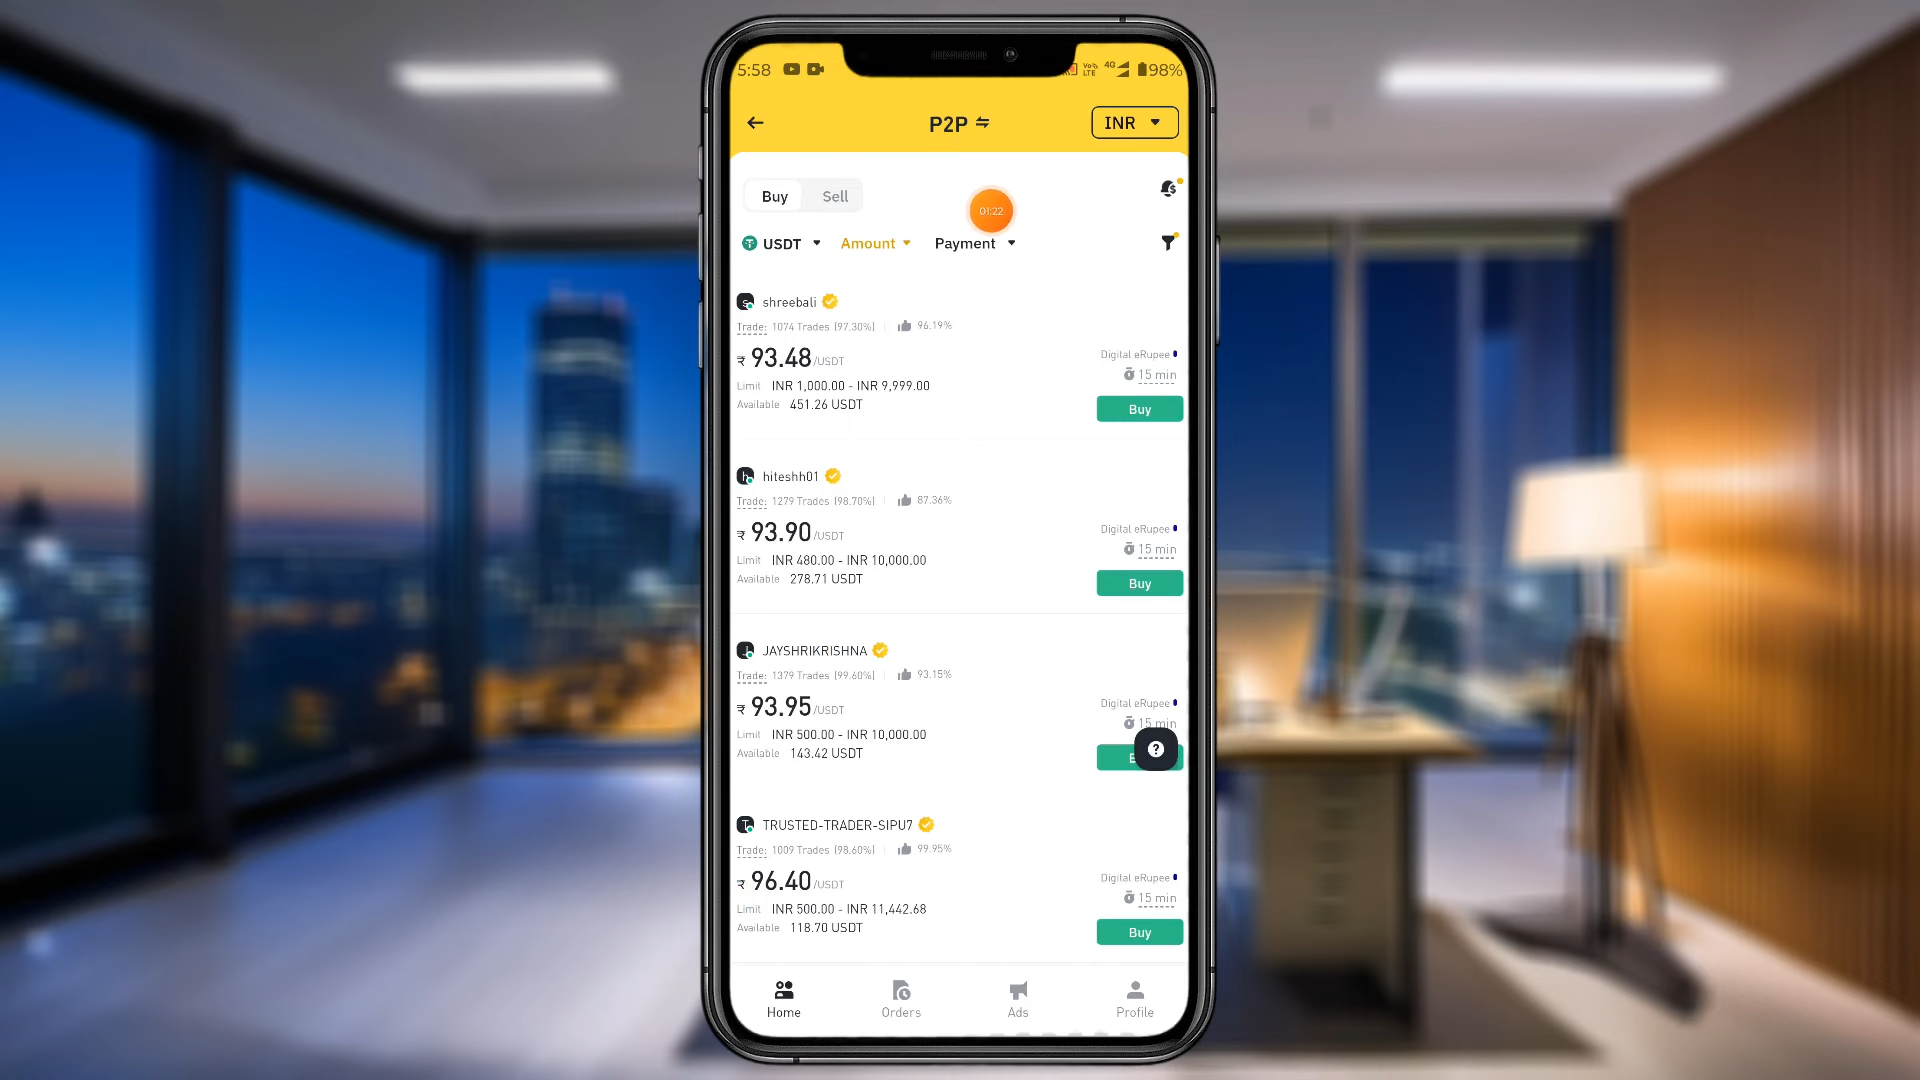 5:58 VoLTE 4G 98%
P2P INR
Buy Sell
01:22
USDT Amount Payment
shreebali
Trade: 1074 Trades (97.30%) 96.19%
₹ 93.48 /USDT
Digital eRupee
Limit INR 1,000.00 - INR 9,999.00
15 min
Available 451.26 USDT
Buy
hiteshh01
Trade: 1279 Trades (98.70%) 87.36%
₹ 93.90 /USDT
Digital eRupee
Limit INR 480.00 - INR 10,000.00
15 min
Available 278.71 USDT
Buy
JAYSHRIKRISHNA
Trade: 1379 Trades (99.60%) 93.15%
₹ 93.95 /USDT
Digital eRupee
Limit INR 500.00 - INR 10,000.00
15 min
Available 143.42 USDT
?
TRUSTED-TRADER-SIPU7
Trade: 1009 Trades (98.60%) 99.95%
₹ 96.40 /USDT
Digital eRupee
Limit INR 500.00 - INR 11,442.68
15 min
Available 118.70 USDT
Buy
Home Orders Ads Profile